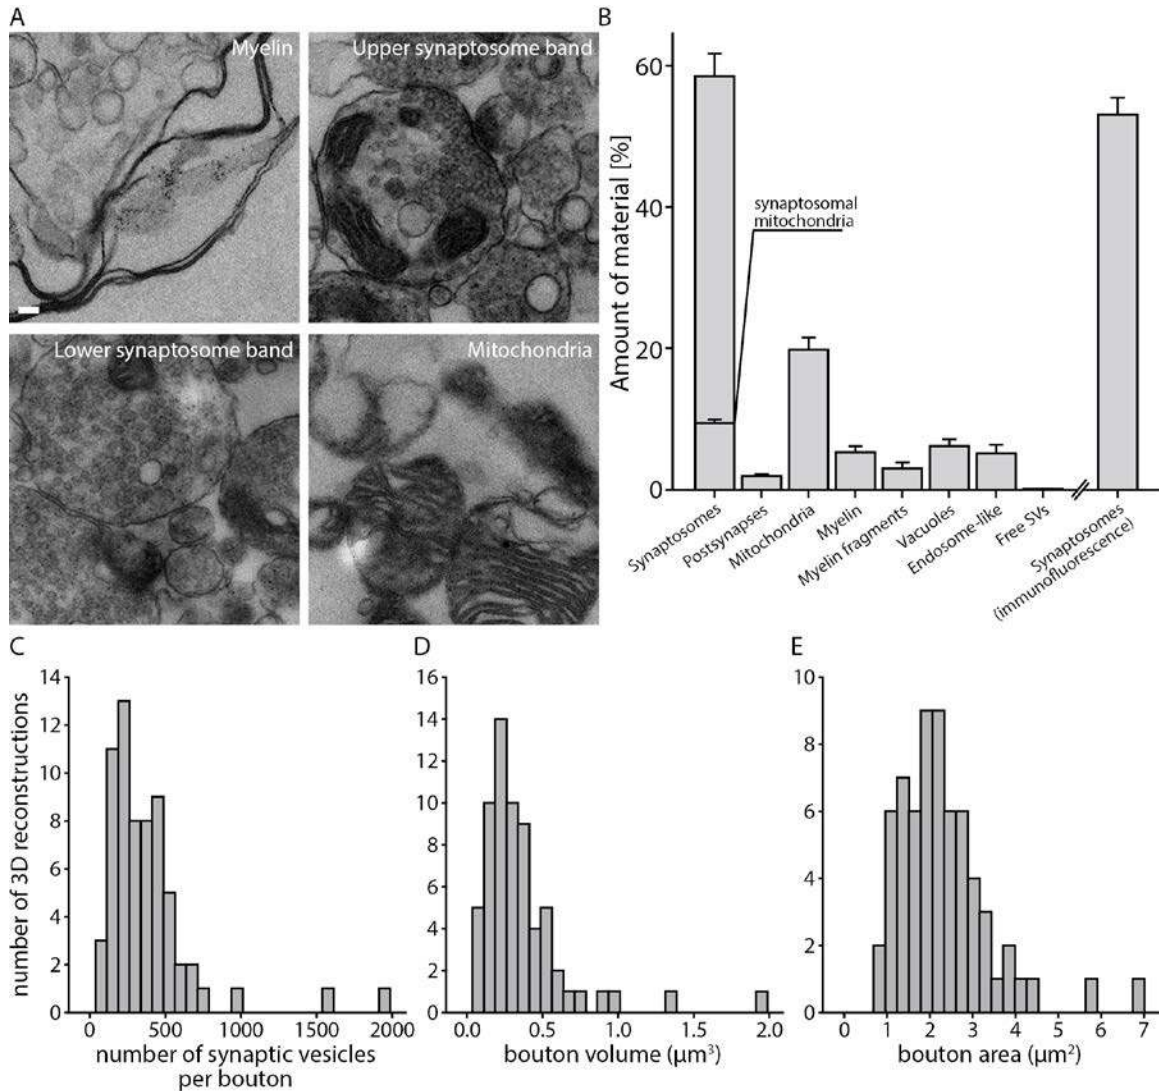 A
Myelin
Upper synaptosome band
Lower synaptosome band
Mitochondria
B
Amount of material [%]
60
40
20
0
synaptosomal
mitochondria
Synaptosomes
Postsynapses
Mitochondria
Myelin
Myelin fragments
Vacuoles
Endosome-like
Free SVs
Synaptosomes
(immunofluorescence)
C
number of 3D reconstructions
14
12
10
8
6
4
2
0
0 500 1000 1500 2000
number of synaptic vesicles
per bouton
D
16
14
12
10
8
6
4
2
0
0.0 0.5 1.0 1.5 2.0
bouton volume (µm³)
E
10
8
6
4
2
0
0 1 2 3 4 5 6 7
bouton area (µm²)